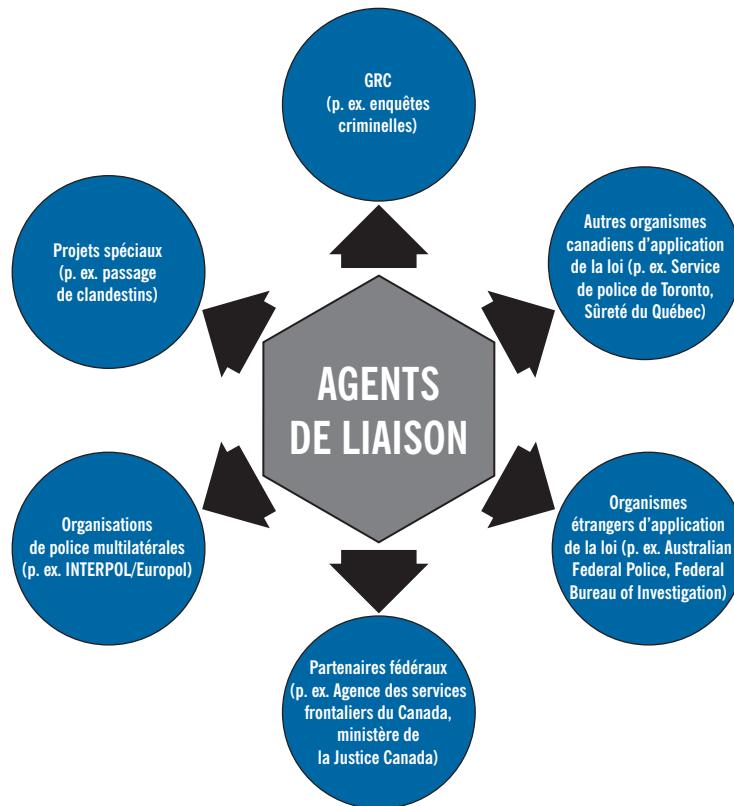 GRC
(p. ex. enquêtes
criminelles)
Autres organismes
canadiens d'application
de la loi (p. ex. Service
de police de Toronto,
Sûreté du Québec)
Organismes
étrangers d'application
de la loi (p. ex. Australian
Federal Police, Federal
Bureau of Investigation)
Partenaires fédéraux
(p. ex. Agence des services
frontaliers du Canada,
ministère de
la Justice Canada)
Organisations
de police multilatérales
(p. ex. INTERPOL/Europol)
Projets spéciaux
(p. ex. passage
de clandestins)
AGENTS
DE LIAISON